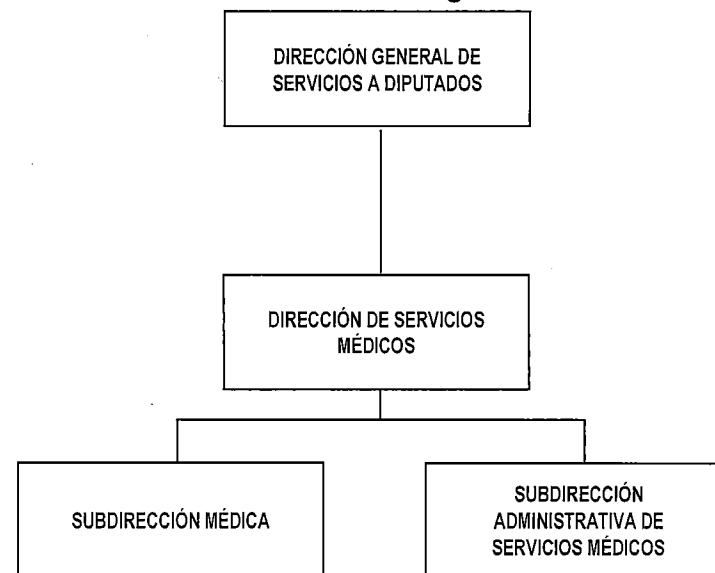 DIRECCIÓN GENERAL DE
SERVICIOS A DIPUTADOS
DIRECCIÓN DE SERVICIOS
MÉDICOS
SUBDIRECCIÓN MÉDICA
SUBDIRECCIÓN
ADMINISTRATIVA DE
SERVICIOS MÉDICOS